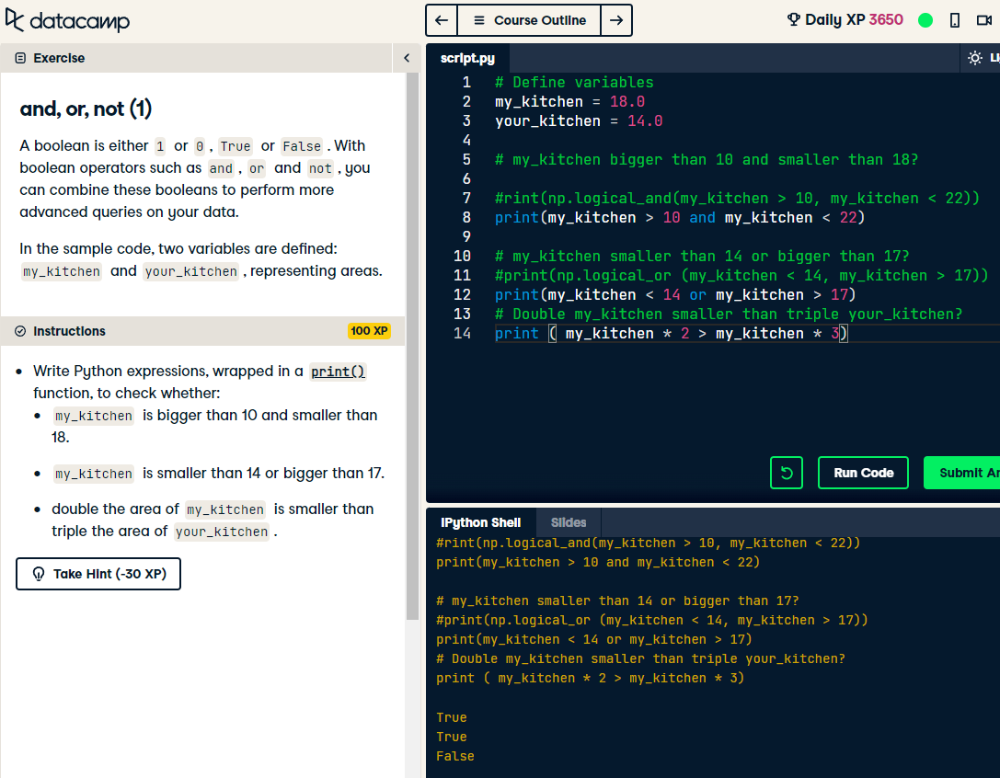 datacamp
Course Outline
Daily XP 3650
Exercise
and, or, not (1)
A boolean is either 1 or 0 , True or False . With
boolean operators such as and , or and not , you
can combine these booleans to perform more
advanced queries on your data.
In the sample code, two variables are defined:
my_kitchen and your_kitchen , representing areas.
Instructions
100 XP
Write Python expressions, wrapped in a print()
function, to check whether:
my_kitchen is bigger than 10 and smaller than
18.
my_kitchen is smaller than 14 or bigger than 17.
double the area of my_kitchen is smaller than
triple the area of your_kitchen .
Take Hint (-30 XP)
script.py
Li
1 # Define variables
2 my_kitchen = 18.0
3 your_kitchen = 14.0
4
5 # my_kitchen bigger than 10 and smaller than 18?
6
7 #rint(np.logical_and(my_kitchen > 10, my_kitchen < 22))
8 print(my_kitchen > 10 and my_kitchen < 22)
9
10 # my_kitchen smaller than 14 or bigger than 17?
11 #print(np.logical_or (my_kitchen < 14, my_kitchen > 17))
12 print(my_kitchen < 14 or my_kitchen > 17)
13 # Double my_kitchen smaller than triple your_kitchen?
14 print ( my_kitchen * 2 > my_kitchen * 3)
Run Code
Submit An
IPython Shell
Slides
#rint(np.logical_and(my_kitchen > 10, my_kitchen < 22))
print(my_kitchen > 10 and my_kitchen < 22)
# my_kitchen smaller than 14 or bigger than 17?
#print(np.logical_or (my_kitchen < 14, my_kitchen > 17))
print(my_kitchen < 14 or my_kitchen > 17)
# Double my_kitchen smaller than triple your_kitchen?
print ( my_kitchen * 2 > my_kitchen * 3)
True
True
False